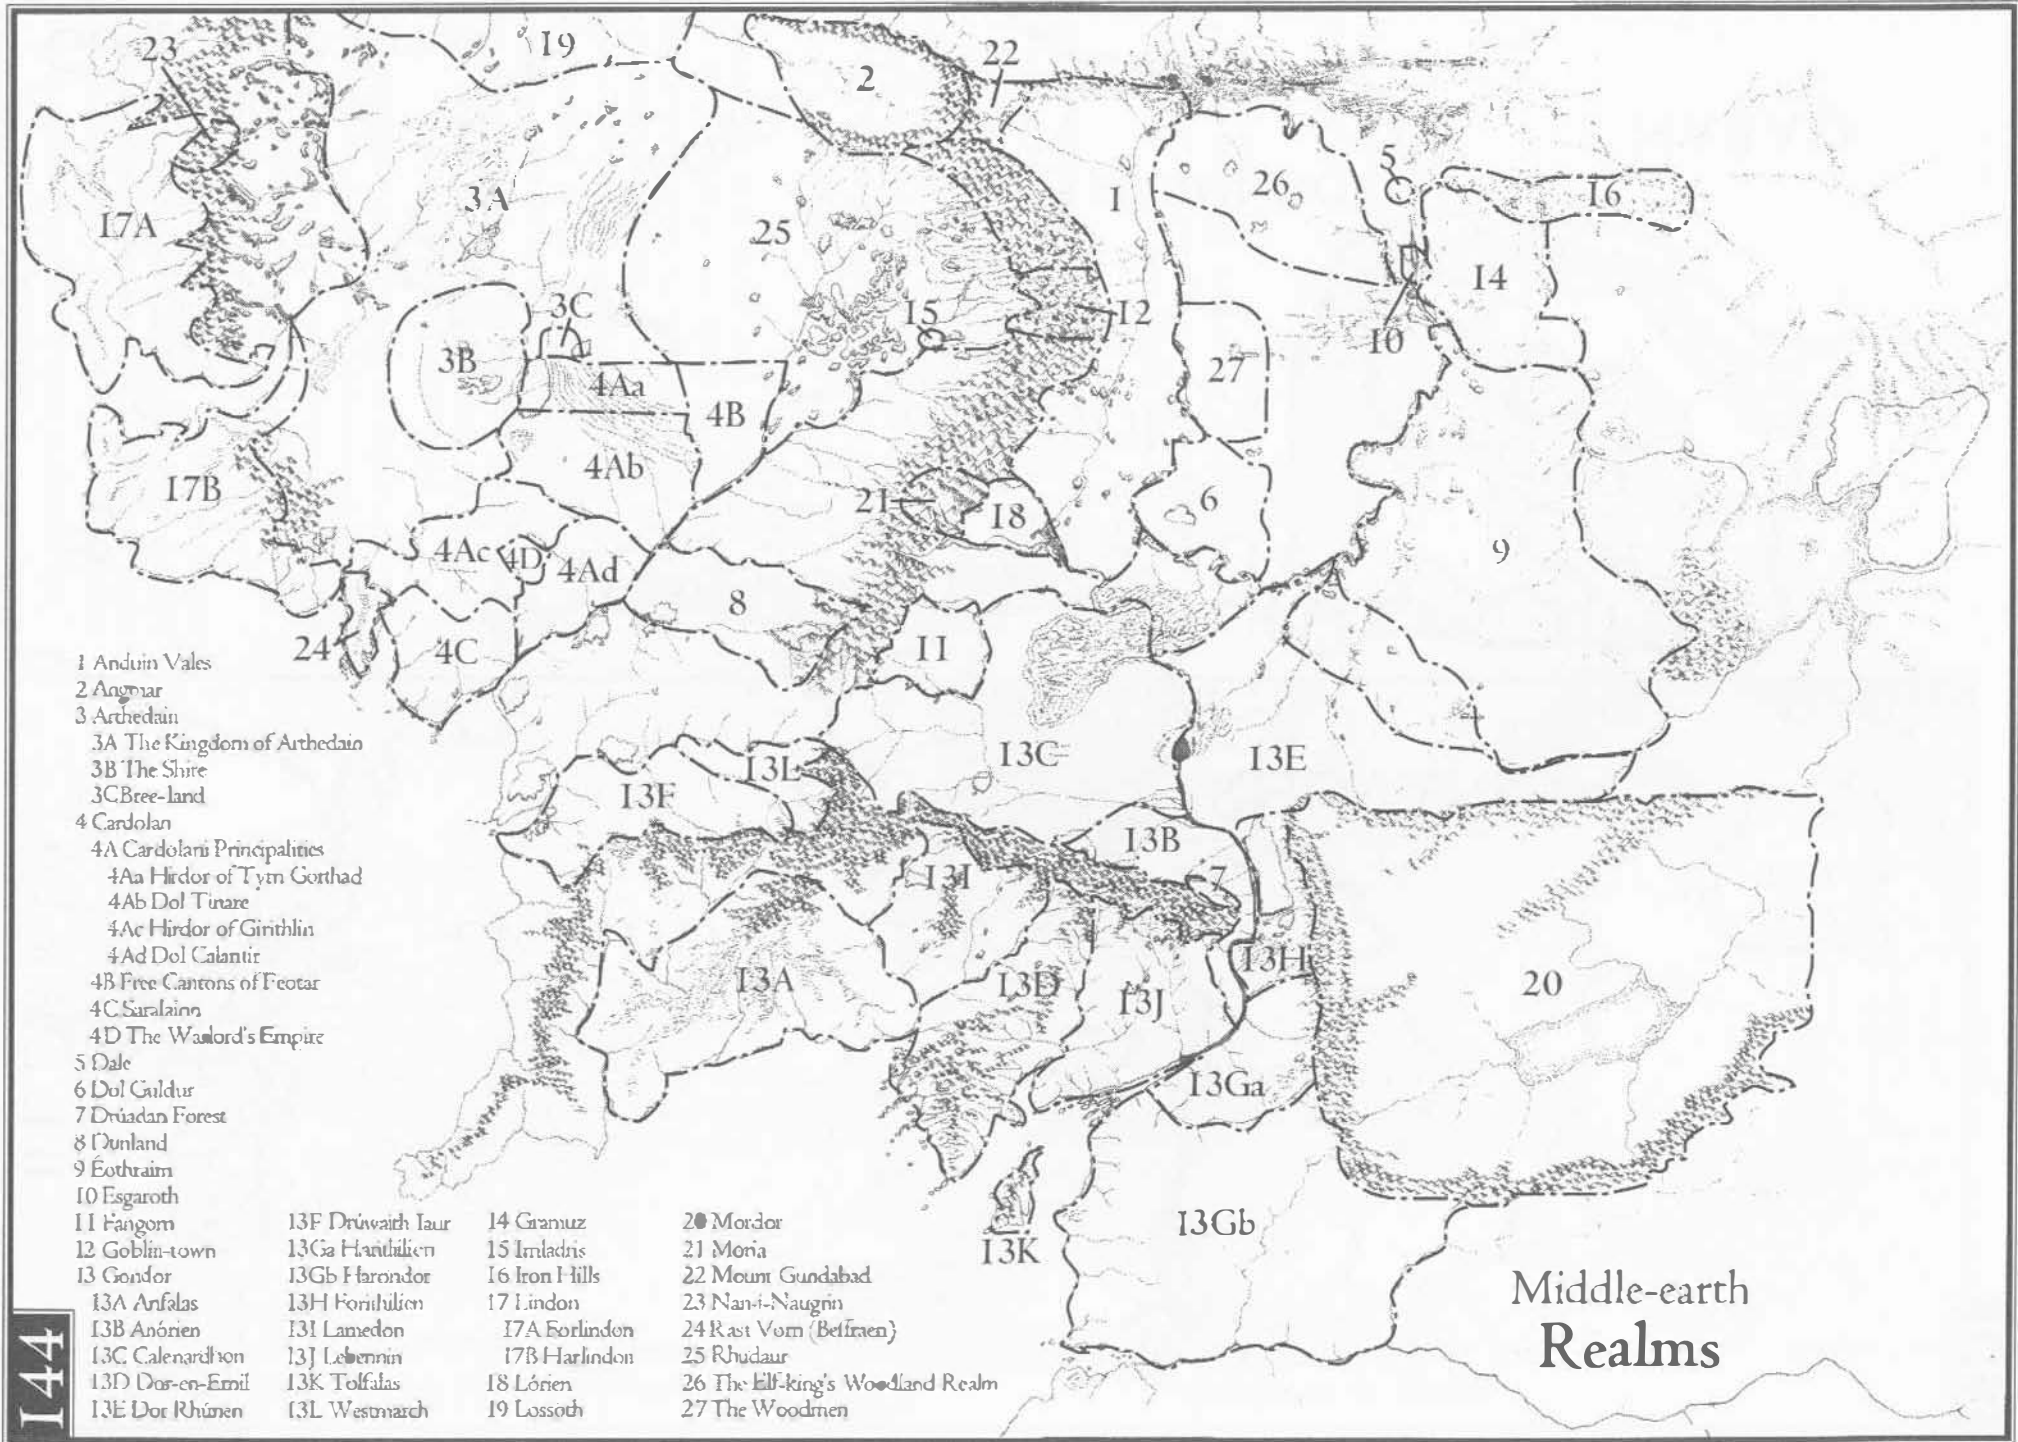 23
19
2
22
3A
17A
25
1
26
5
16
14
3C
3B
15
12
10
27
4Aa
4B
4Ab
17B
21
18
6
4Ac
4D
4Ad
9
8
24
4C
11
13C
13E
13L
13F
13B
7
13I
13H
13A
13D
13J
20
13Ga
13Gb
13K
1 Anduin Vales
2 Angmar
3 Arthedain
3A The Kingdom of Arthedain
3B The Shire
3C Bree-land
4 Cardolan
4A Cardolani Principalities
4Aa Hirdor of Tyrn Gorthad
4Ab Dol Tinare
4Ac Hirdor of Girithlin
4Ad Dol Calantir
4B Free Cantons of Feotar
4C Saralainn
4D The Warlord's Empire
5 Dale
6 Dol Guldur
7 Drúadan Forest
8 Dunland
9 Éothraim
10 Esgaroth
11 Fangorn
12 Goblin-town
13 Gondor
13A Anfalas
13B Anórien
13C Calenardhon
13D Dor-en-Ernil
13E Dor Rhúnen
13F Drúwaith Iaur
13Ga Harithilien
13Gb Harondor
13H Forithilien
13I Lamedon
13J Lebennin
13K Tolfalas
13L Westmarch
14 Gramuz
15 Imladris
16 Iron Hills
17 Lindon
17A Forlindon
17B Harlindon
18 Lórien
19 Lossoth
20 Mordor
21 Moria
22 Mount Gundabad
23 Nan-i-Naugrin
24 Rast Vorn (Belfraen)
25 Rhudaur
26 The Elf-king's Woodland Realm
27 The Woodmen
Middle-earth
Realms
144